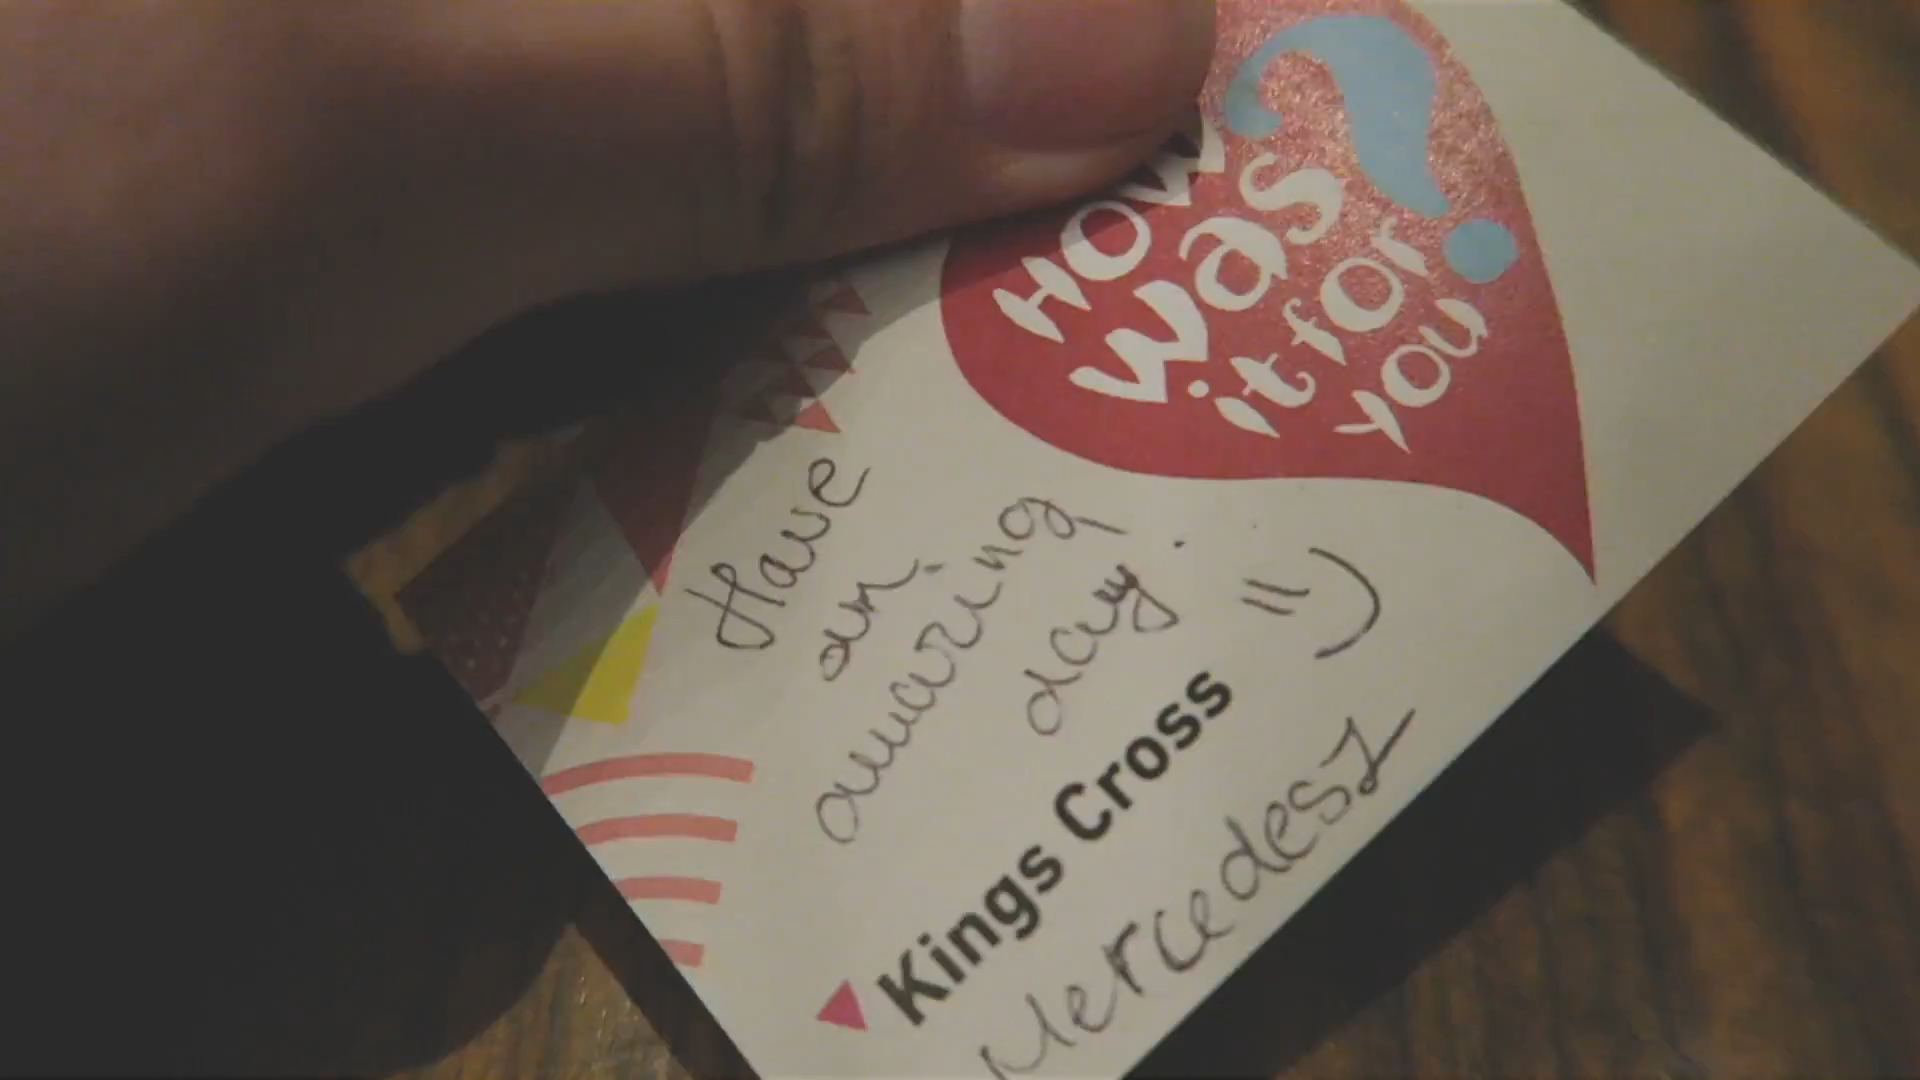 HOW
was
it for
you?
Have
an
amazing
day.
=)
Kings Cross
Mercedesz